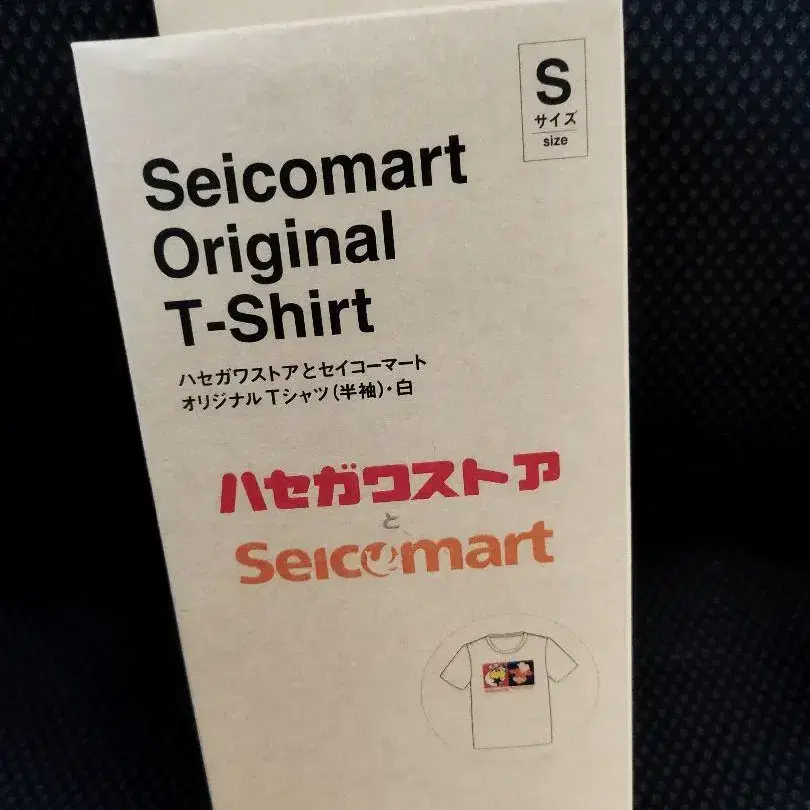 S
サイズ
size
Seicomart
Original
T-Shirt
ハセガワストアとセイコーマート
オリジナルTシャツ(半袖)・白
ハセガワストア
と
Seicomart